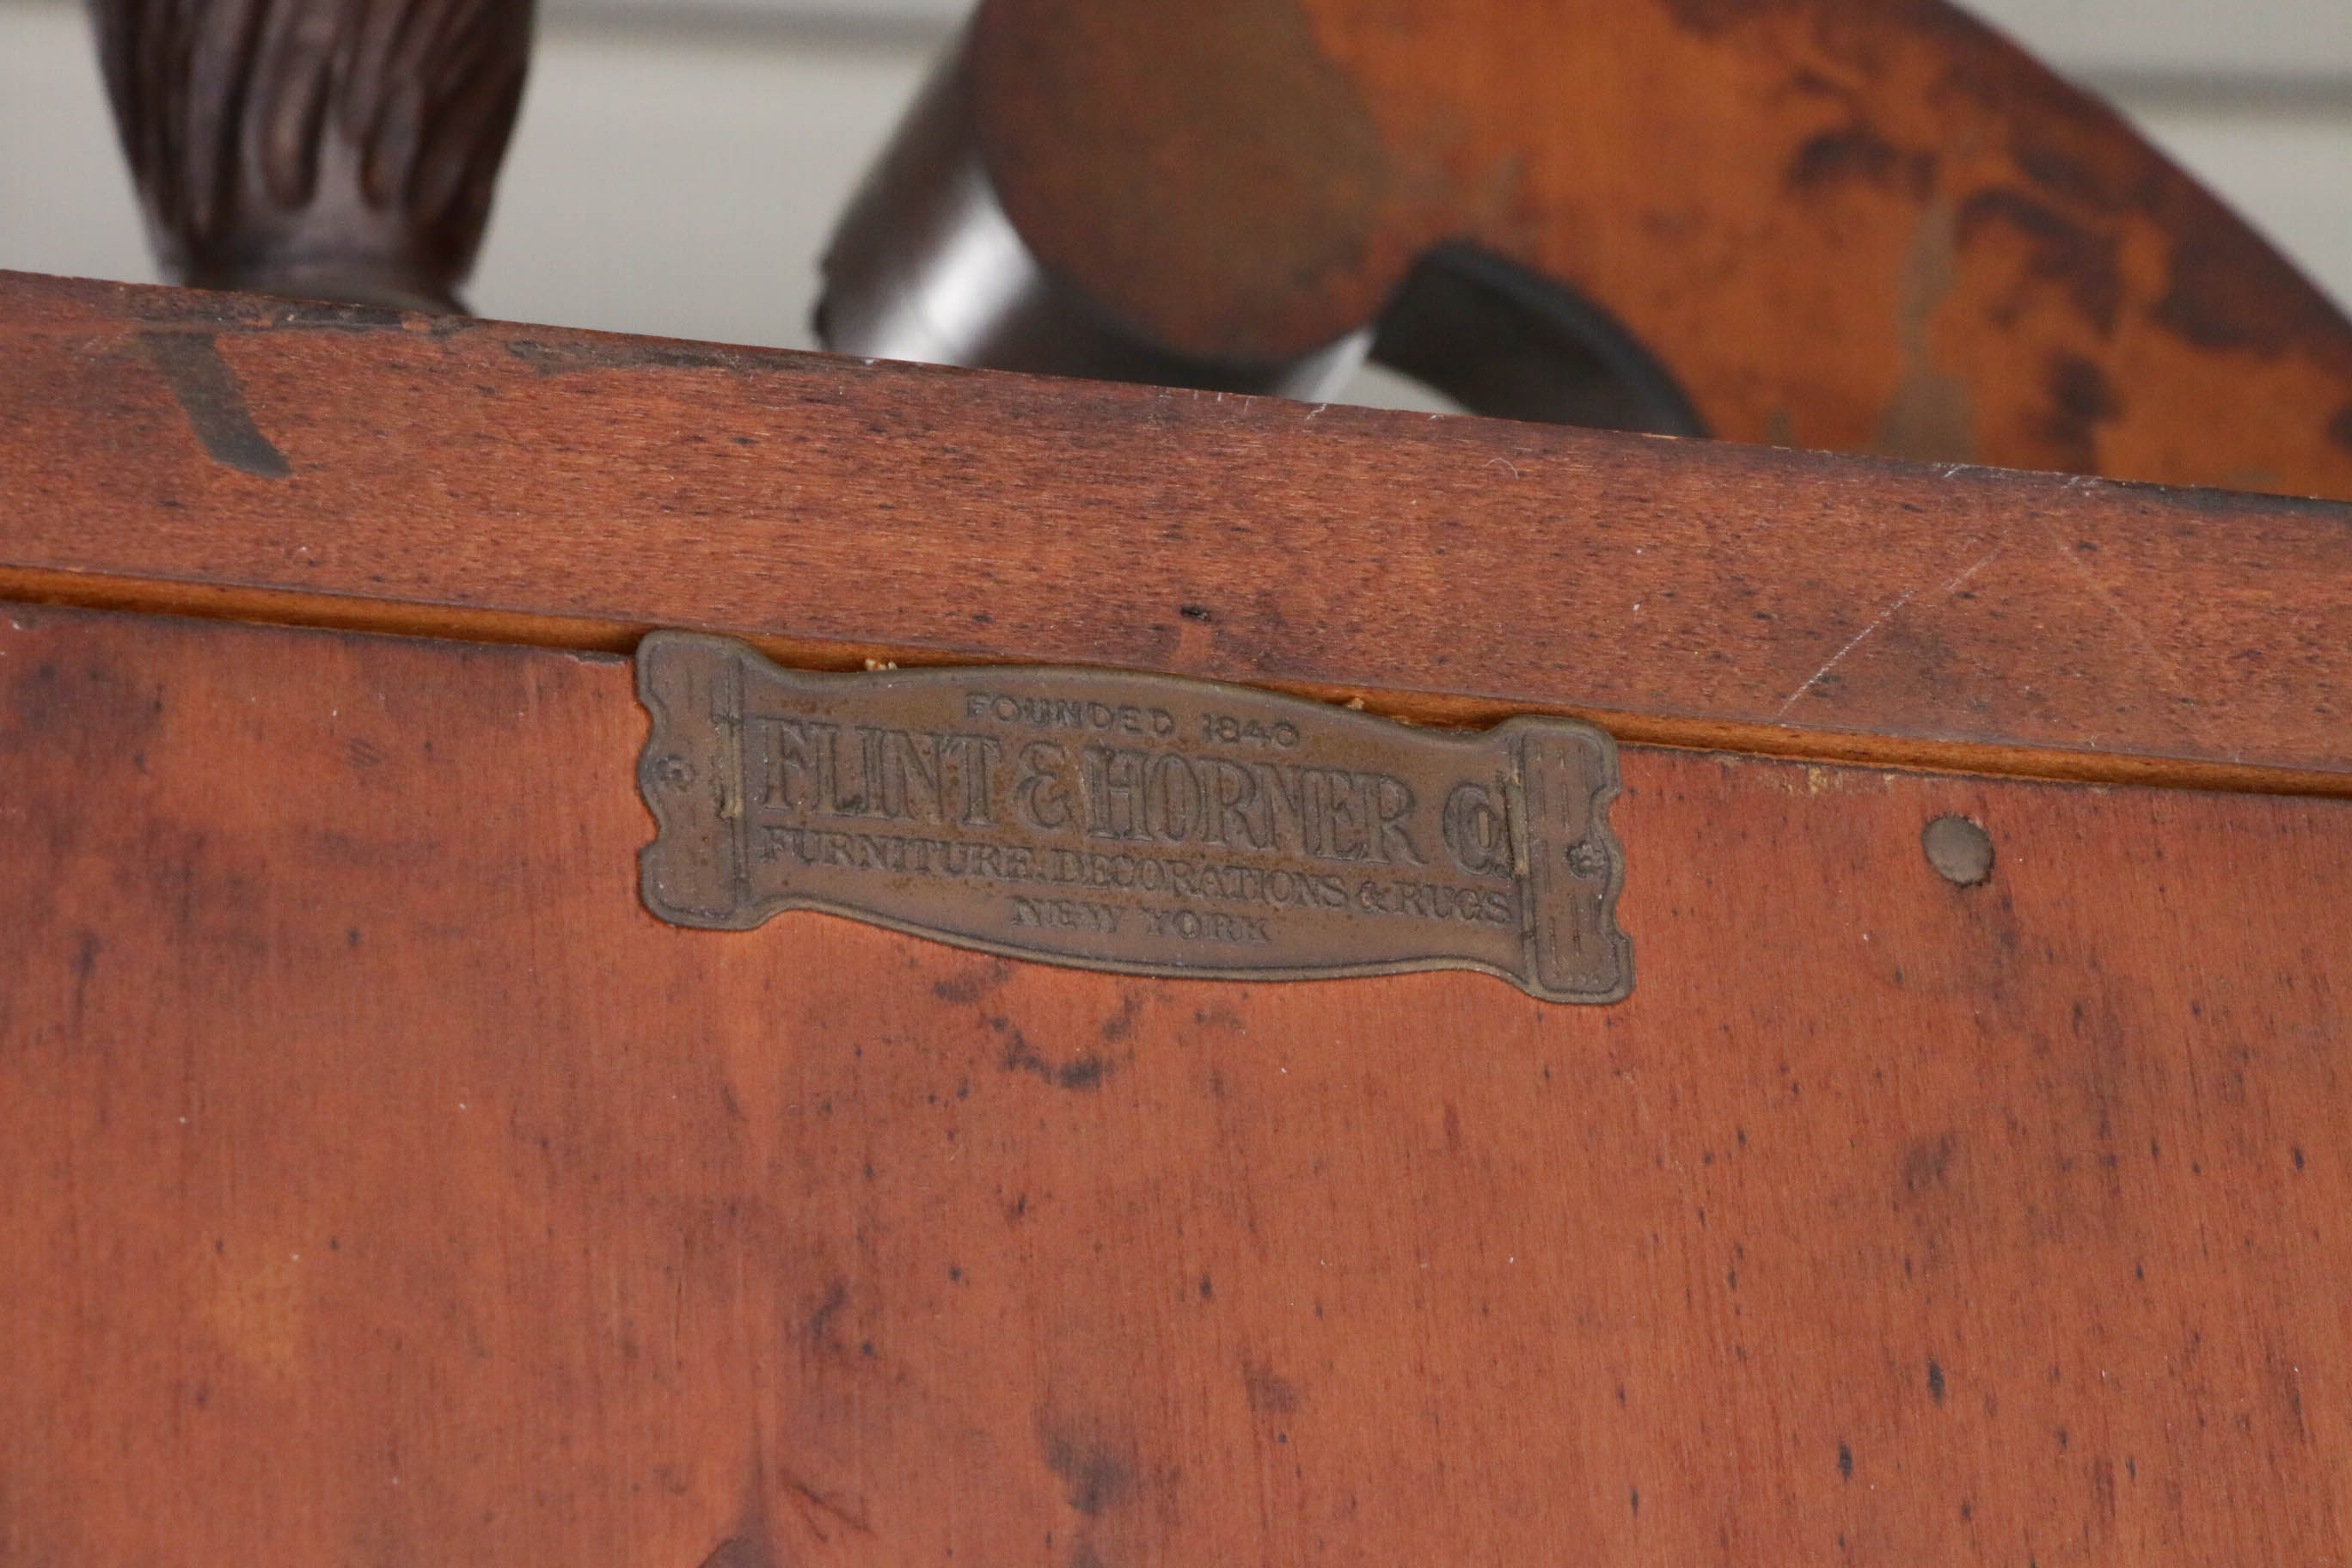 FOUNDED 1840
FLINT & HORNER CO.
FURNITURE, DECORATIONS & RUGS
NEW YORK